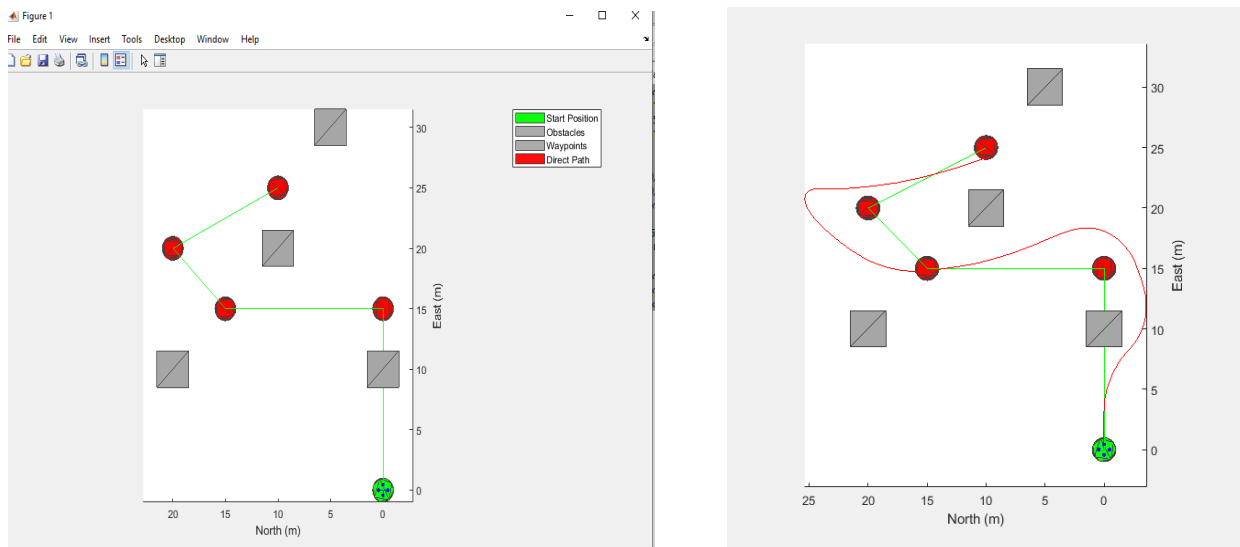 Figure 1
File Edit View Insert Tools Desktop Window Help
Start Position
Obstacles
Waypoints
Direct Path
30
25
20
15
10
5
0
East (m)
20 15 10 5 0
North (m)
30
25
20
15
10
5
0
East (m)
25 20 15 10 5 0
North (m)